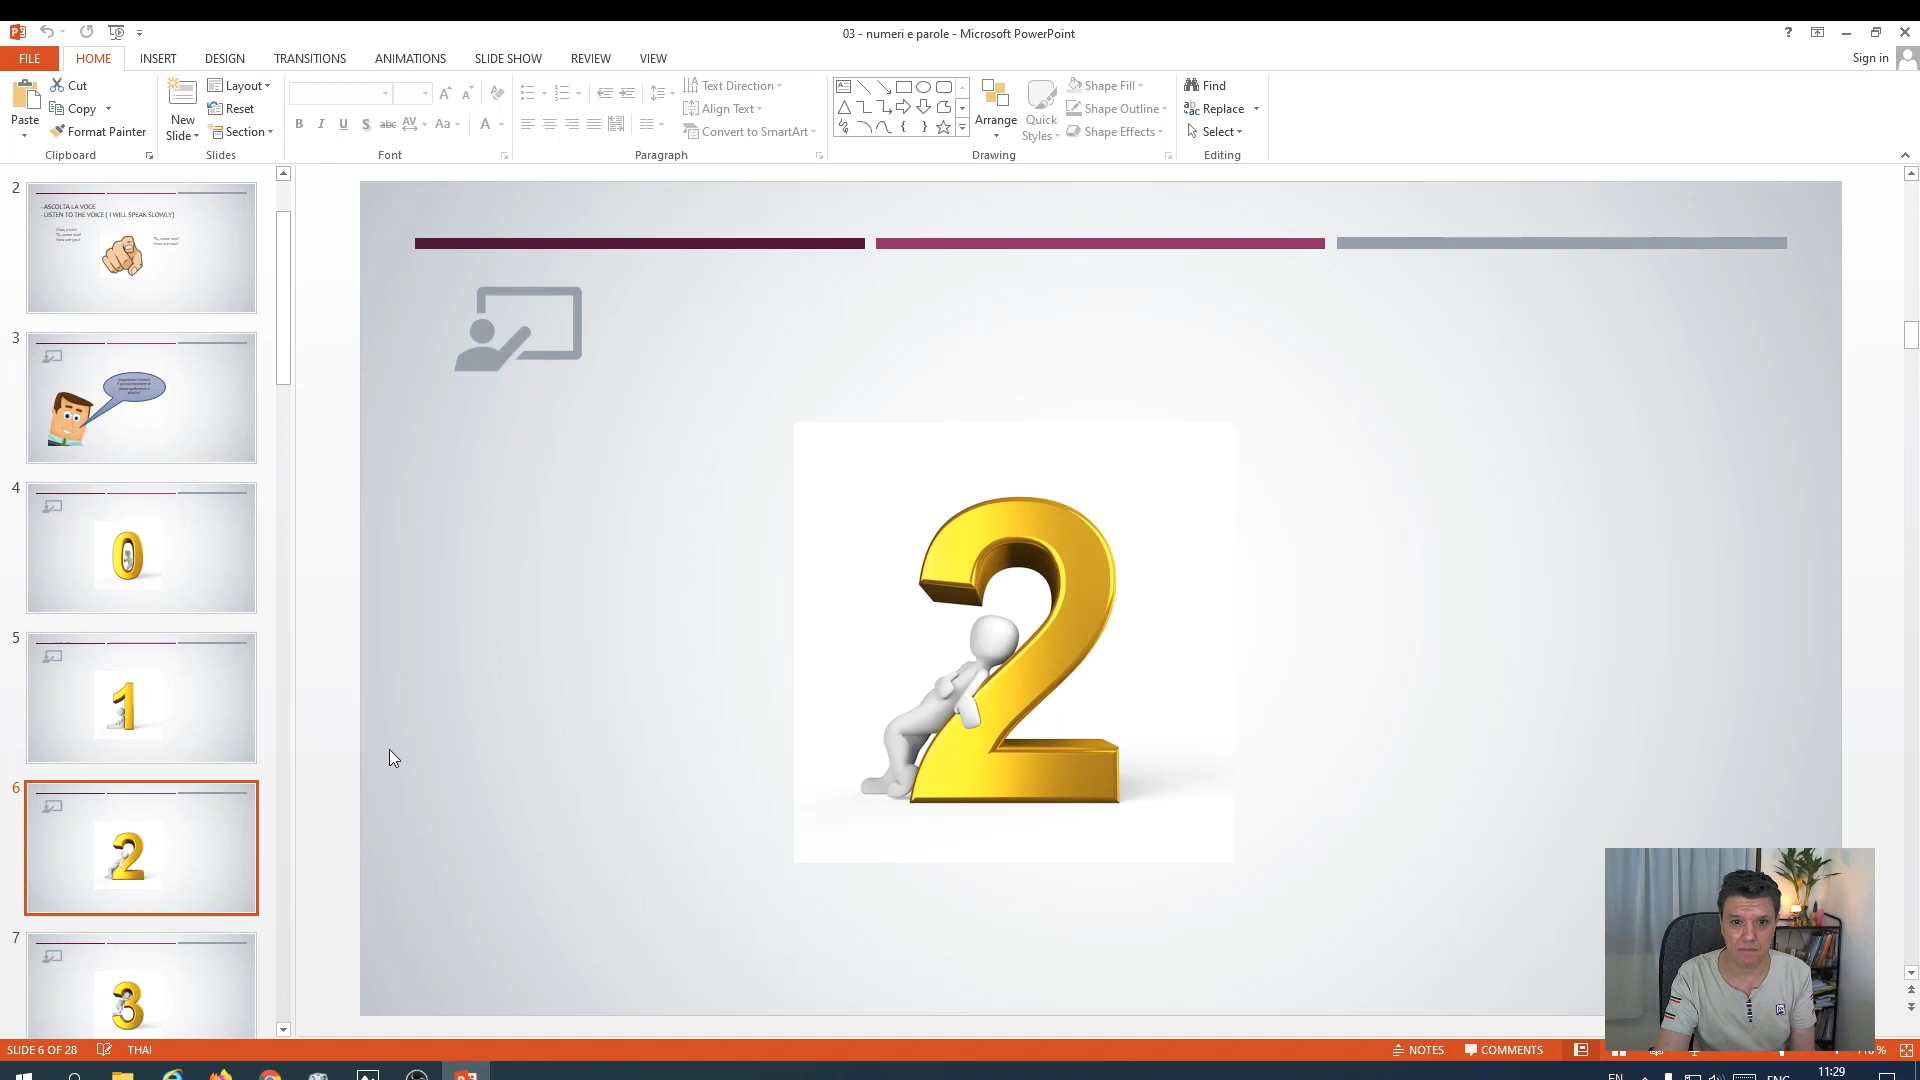 03 - numeri e parole - Microsoft PowerPoint
?
FILE HOME INSERT DESIGN TRANSITIONS ANIMATIONS SLIDE SHOW REVIEW VIEW
Sign in
Paste
Cut
Copy
Format Painter
Clipboard
New
Slide
Layout
Reset
Section
Slides
B I U S abc AV Aa A
Font
Text Direction
Align Text
Convert to SmartArt
Paragraph
Arrange
Quick
Styles
Shape Fill
Shape Outline
Shape Effects
Drawing
Find
Replace
Select
Editing
2
- ASCOLTA LA VOCE
- LISTEN TO THE VOICE ( I WILL SPEAK SLOWLY)
3
4
0
5
1
6
2
7
3
2
SLIDE 6 OF 28
THAI
NOTES
COMMENTS
ENG
11:29